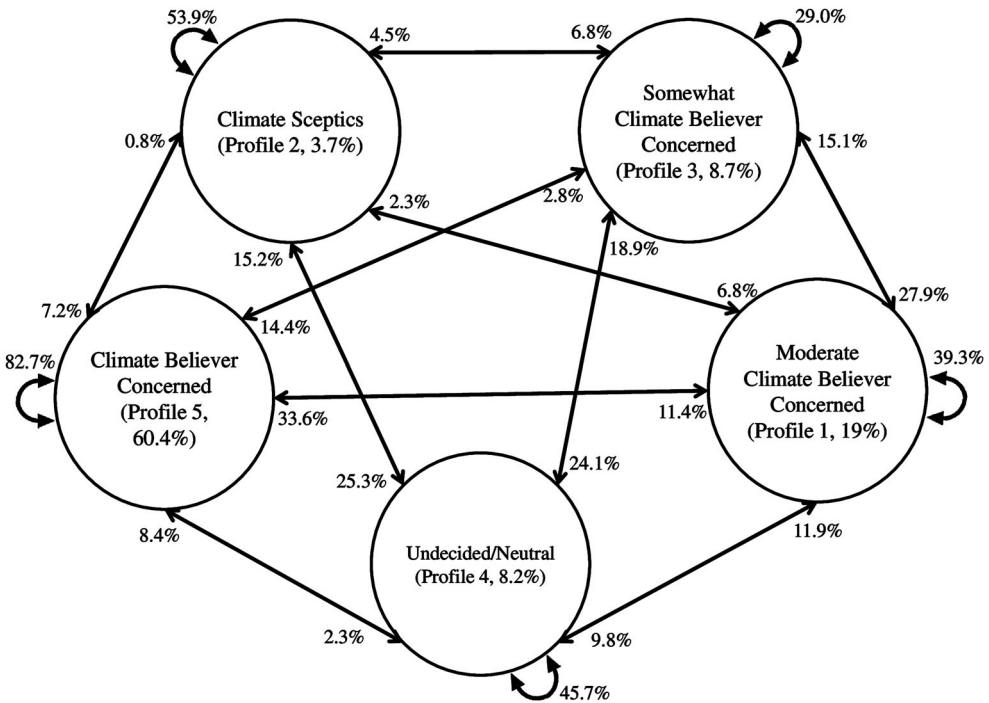 53.9%
4.5%
6.8%
29.0%
Climate Sceptics
(Profile 2, 3.7%)
Somewhat
Climate Believer
Concerned
(Profile 3, 8.7%)
0.8%
15.1%
2.8%
2.3%
15.2%
18.9%
7.2%
14.4%
6.8%
27.9%
82.7%
Climate Believer
Concerned
(Profile 5,
60.4%)
Moderate
Climate Believer
Concerned
(Profile 1, 19%)
39.3%
33.6%
11.4%
25.3%
24.1%
8.4%
11.9%
Undecided/Neutral
(Profile 4, 8.2%)
2.3%
9.8%
45.7%